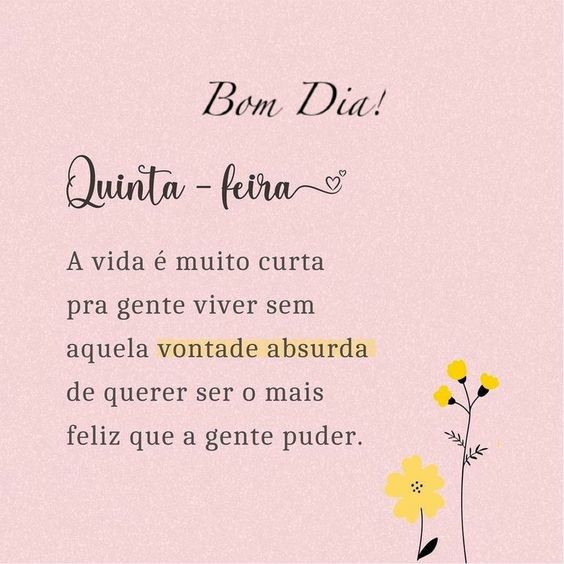 Bom Dia!
Quinta - feira
A vida é muito curta
pra gente viver sem
aquela vontade absurda
de querer ser o mais
feliz que a gente puder.